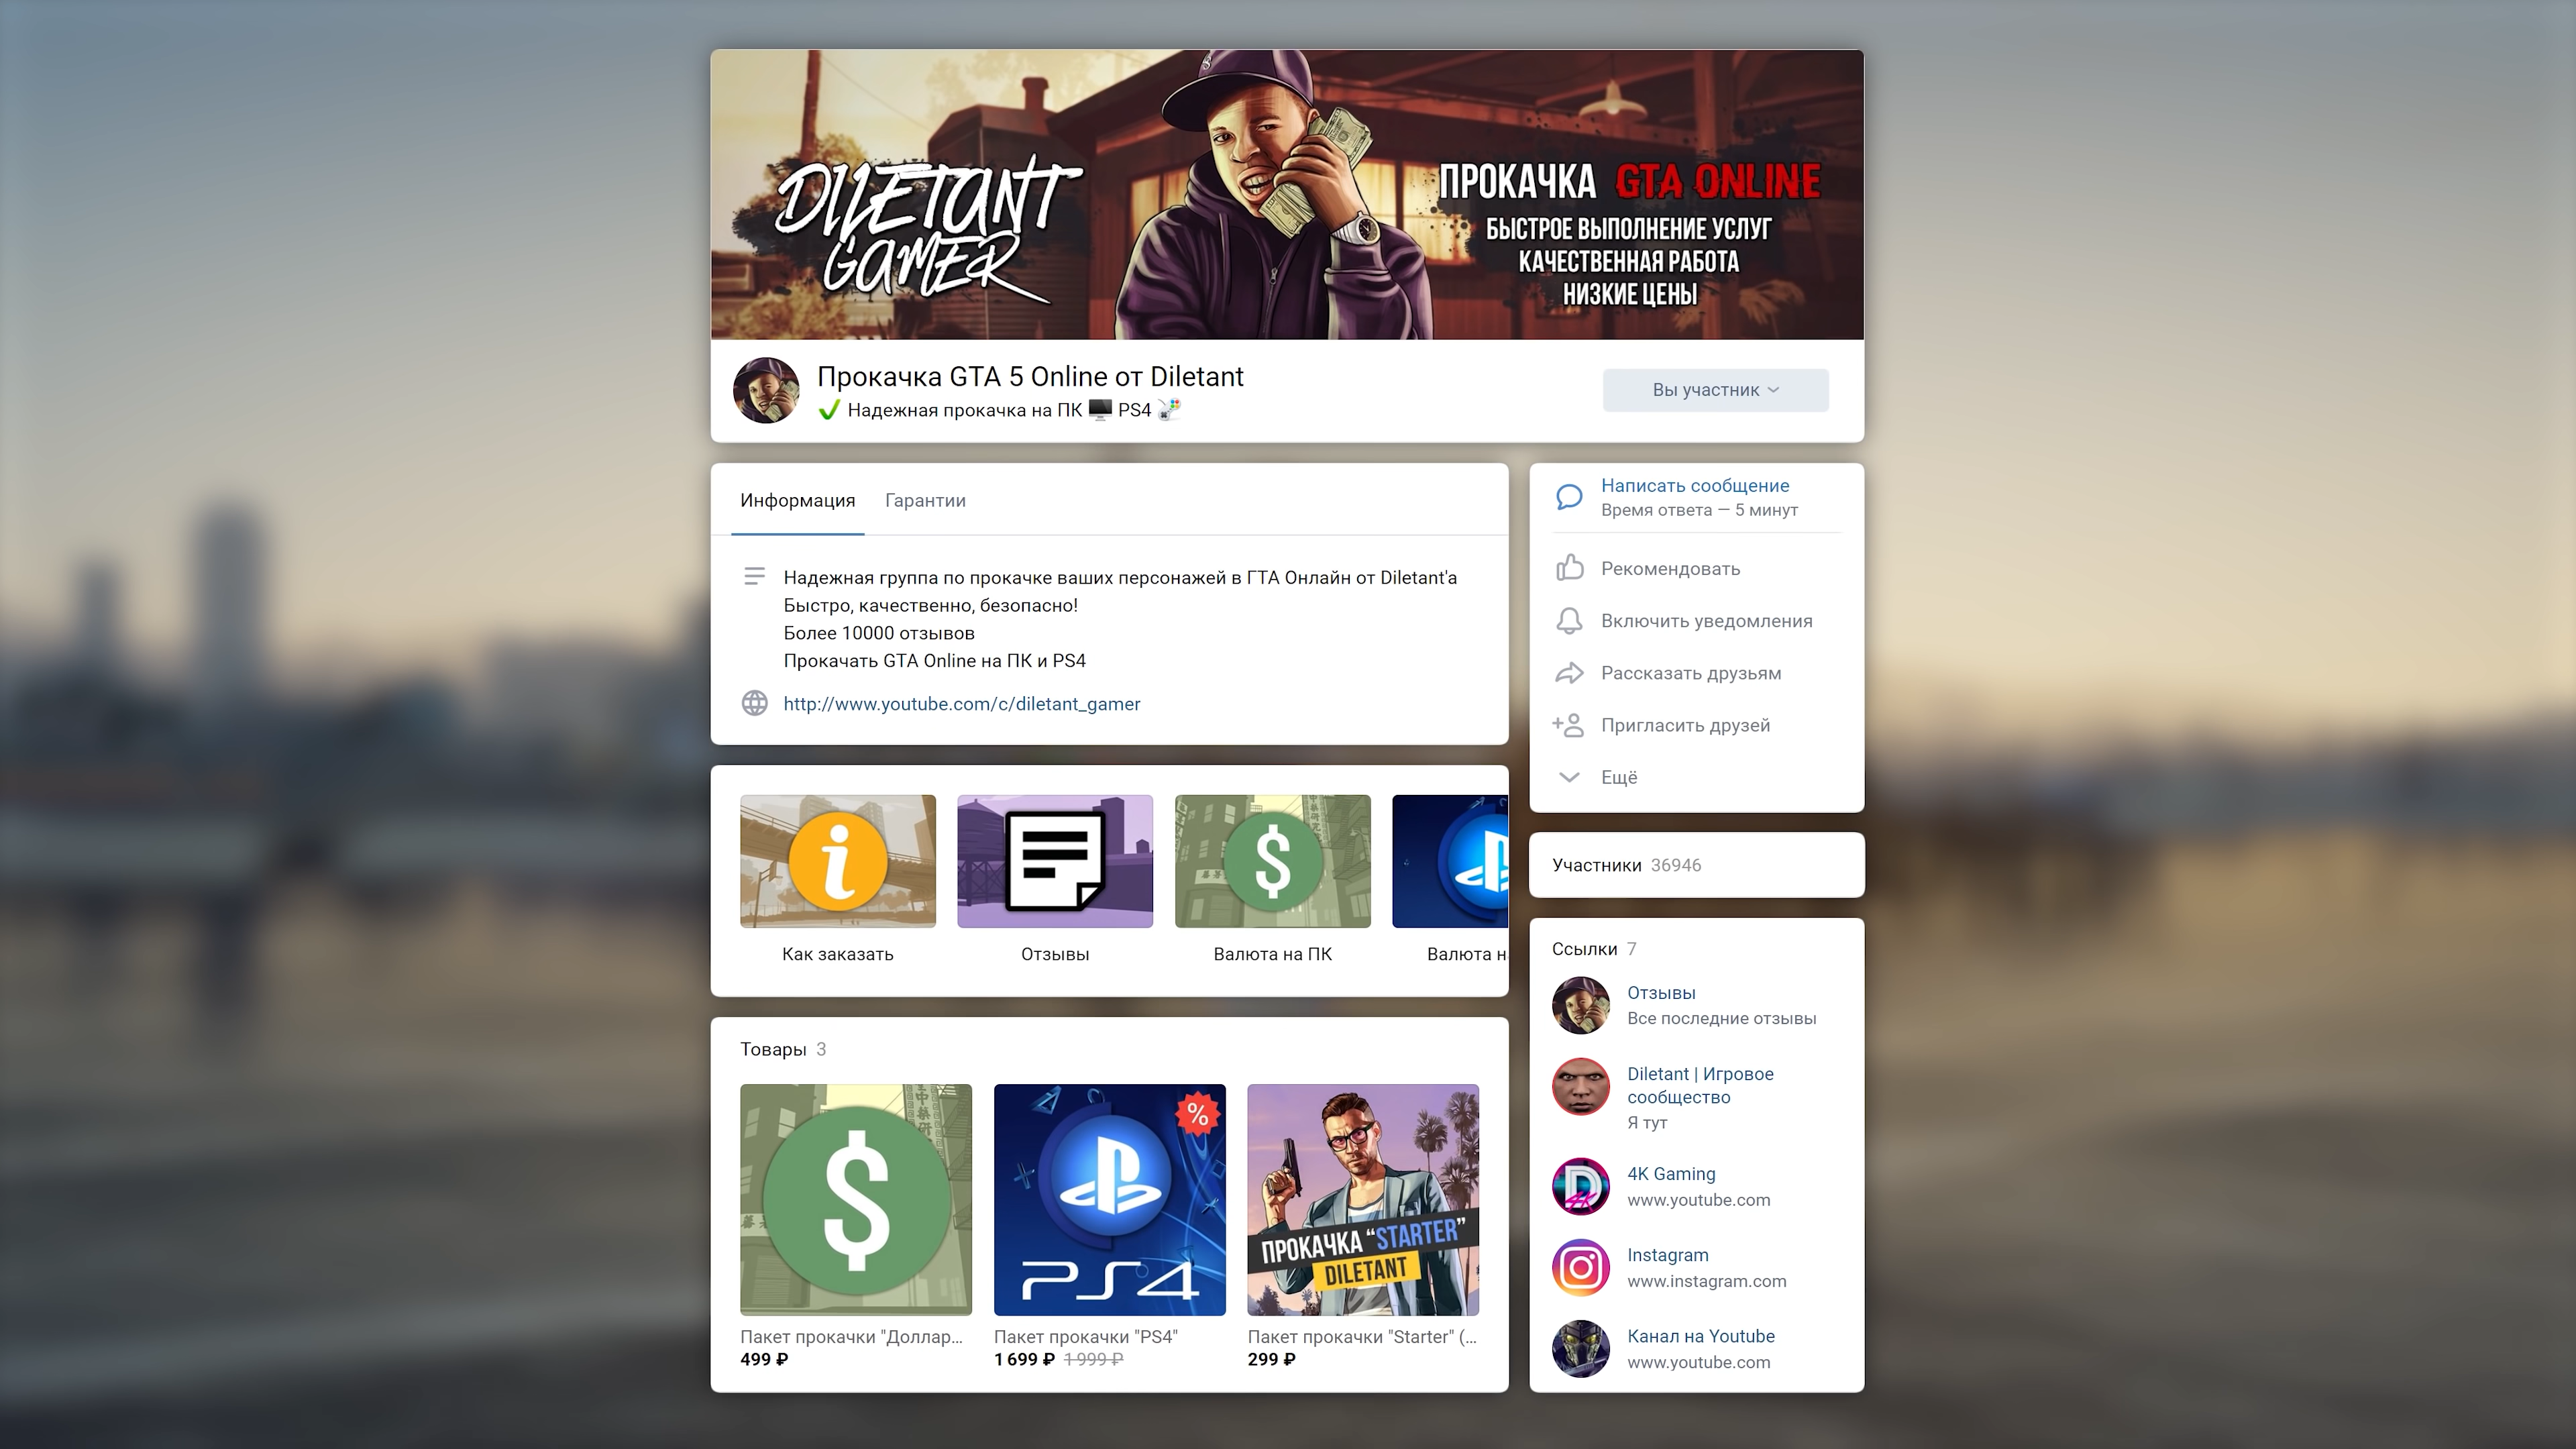 DILETANT
GAMER
ПРОКАЧКА GTA ONLINE
БЫСТРОЕ ВЫПОЛНЕНИЕ УСЛУГ
КАЧЕСТВЕННАЯ РАБОТА
НИЗКИЕ ЦЕНЫ
Прокачка GTA 5 Online от Diletant
Надежная прокачка на ПК PS4
Вы участник
Информация Гарантии
Надежная группа по прокачке ваших персонажей в ГТА Онлайн от Diletant'а
Быстро, качественно, безопасно!
Более 10000 отзывов
Прокачать GTA Online на ПК и PS4
http://www.youtube.com/c/diletant_gamer
Как заказать
Отзывы
Валюта на ПК
Валюта н
Товары 3
%
PS4
ПРОКАЧКА “STARTER”
DILETANT
Пакет прокачки "Доллар...
499 ₽
Пакет прокачки "PS4"
1 699 ₽ 1 999 ₽
Пакет прокачки "Starter" (...
299 ₽
Написать сообщение
Время ответа — 5 минут
Рекомендовать
Включить уведомления
Рассказать друзьям
Пригласить друзей
Ещё
Участники 36946
Ссылки 7
Отзывы
Все последние отзывы
Diletant | Игровое
сообщество
Я тут
D
4K
4K Gaming
www.youtube.com
Instagram
www.instagram.com
Канал на Youtube
www.youtube.com